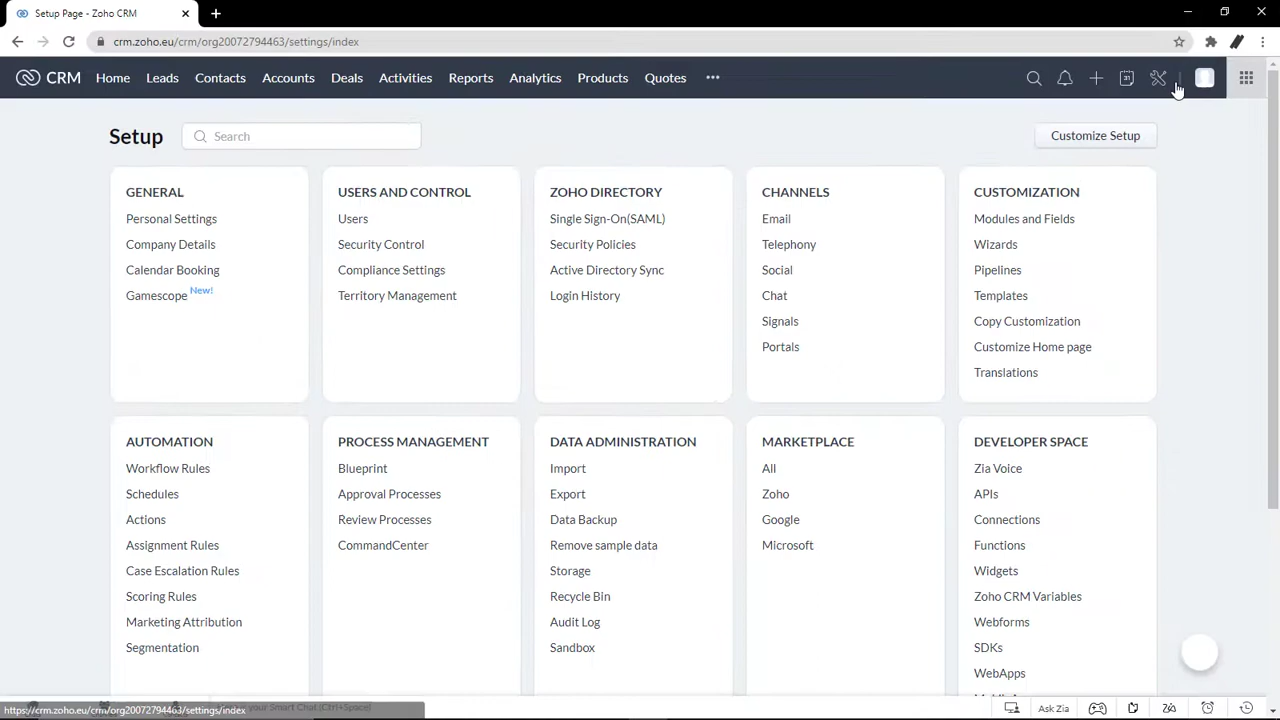 Setup Page - Zoho CRM
crm.zoho.eu/crm/org20072794463/settings/index
CRM Home Leads Contacts Accounts Deals Activities Reports Analytics Products Quotes
31
Setup
Search
Customize Setup
GENERAL
Personal Settings
Company Details
Calendar Booking
Gamescope New!
USERS AND CONTROL
Users
Security Control
Compliance Settings
Territory Management
ZOHO DIRECTORY
Single Sign-On(SAML)
Security Policies
Active Directory Sync
Login History
CHANNELS
Email
Telephony
Social
Chat
Signals
Portals
CUSTOMIZATION
Modules and Fields
Wizards
Pipelines
Templates
Copy Customization
Customize Home page
Translations
AUTOMATION
Workflow Rules
Schedules
Actions
Assignment Rules
Case Escalation Rules
Scoring Rules
Marketing Attribution
Segmentation
PROCESS MANAGEMENT
Blueprint
Approval Processes
Review Processes
CommandCenter
DATA ADMINISTRATION
Import
Export
Data Backup
Remove sample data
Storage
Recycle Bin
Audit Log
Sandbox
MARKETPLACE
All
Zoho
Google
Microsoft
DEVELOPER SPACE
Zia Voice
APIs
Connections
Functions
Widgets
Zoho CRM Variables
Webforms
SDKs
WebApps
https://crm.zoho.eu/crm/org20072794463/settings/index
your Smart Chat (Ctrl+Space)
Ask Zia